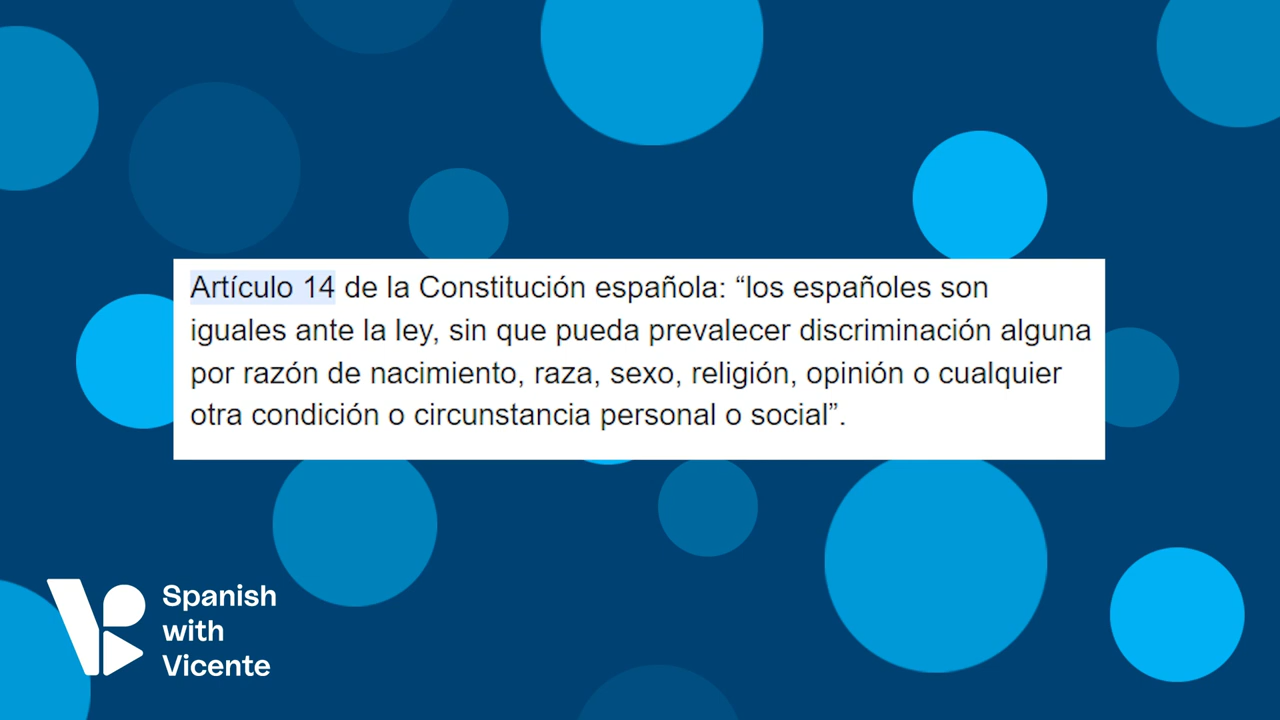 Artículo 14 de la Constitución española: “los españoles son
iguales ante la ley, sin que pueda prevalecer discriminación alguna
por razón de nacimiento, raza, sexo, religión, opinión o cualquier
otra condición o circunstancia personal o social”.
Spanish
with
Vicente